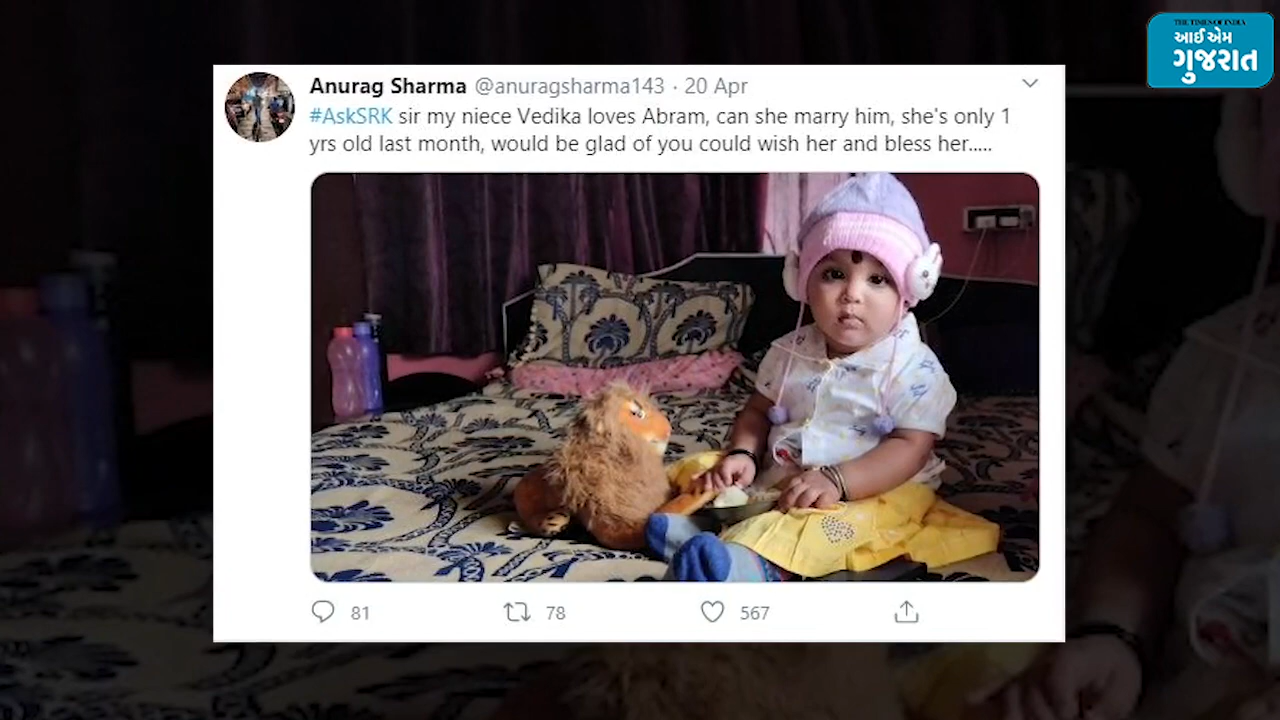 THE TIMES OF INDIA
આઈ એમ
ગુજરાત
Anurag Sharma @anuragsharma143 · 20 Apr
#AskSRK sir my niece Vedika loves Abram, can she marry him, she's only 1
yrs old last month, would be glad of you could wish her and bless her.....
81 78 567